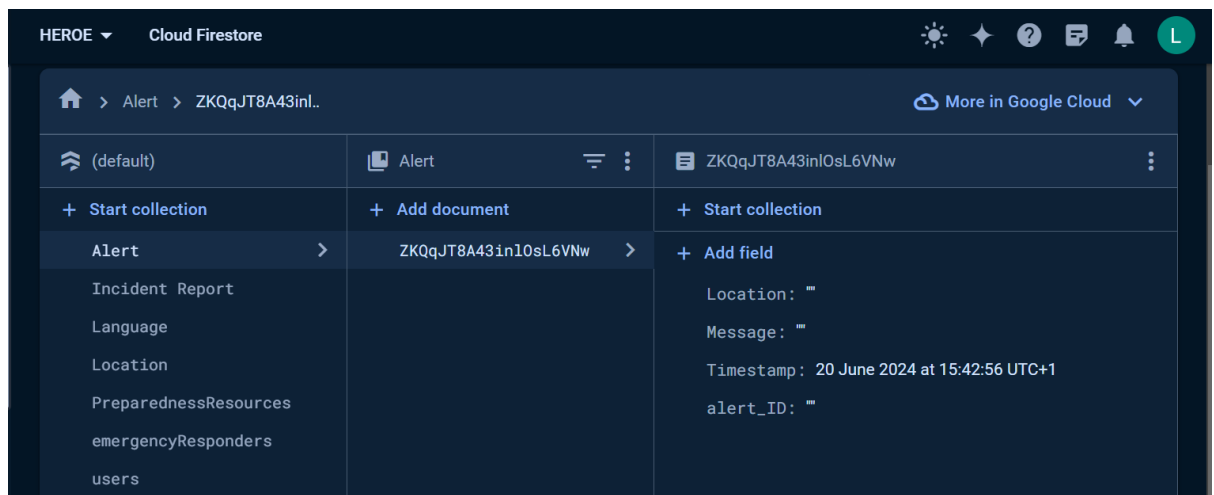 HEROE Cloud Firestore L
Alert ZKQqJT8A43inl.. More in Google Cloud
(default) Alert ZKQqJT8A43inlOsL6VNw
+ Start collection + Add document + Start collection
Alert ZKQqJT8A43inlOsL6VNw + Add field
Incident Report Location: ""
Language Message: ""
Location Timestamp: 20 June 2024 at 15:42:56 UTC+1
PreparednessResources alert_ID: ""
emergencyResponders
users